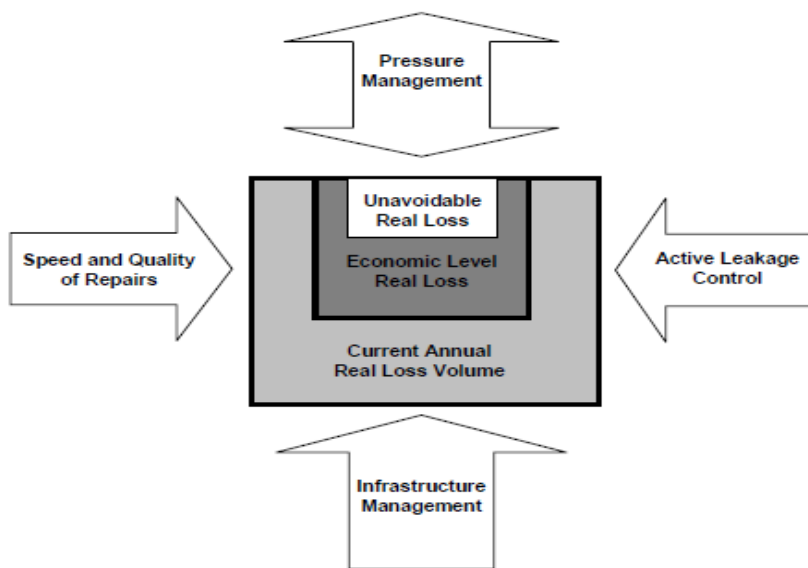 Pressure
Management
Unavoidable
Real Loss
Speed and Quality
of Repairs
Economic Level
Real Loss
Active Leakage
Control
Current Annual
Real Loss Volume
Infrastructure
Management